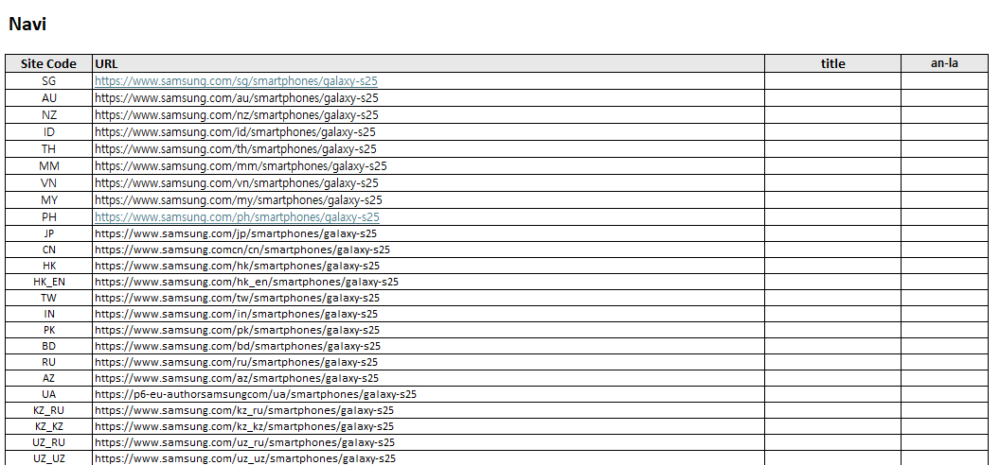 Navi
Site Code URL title an-la
SG https://www.samsung.com/sg/smartphones/galaxy-s25
AU https://www.samsung.com/au/smartphones/galaxy-s25
NZ https://www.samsung.com/nz/smartphones/galaxy-s25
ID https://www.samsung.com/id/smartphones/galaxy-s25
TH https://www.samsung.com/th/smartphones/galaxy-s25
MM https://www.samsung.com/mm/smartphones/galaxy-s25
VN https://www.samsung.com/vn/smartphones/galaxy-s25
MY https://www.samsung.com/my/smartphones/galaxy-s25
PH https://www.samsung.com/ph/smartphones/galaxy-s25
JP https://www.samsung.com/jp/smartphones/galaxy-s25
CN https://www.samsung.comcn/cn/smartphones/galaxy-s25
HK https://www.samsung.com/hk/smartphones/galaxy-s25
HK_EN https://www.samsung.com/hk_en/smartphones/galaxy-s25
TW https://www.samsung.com/tw/smartphones/galaxy-s25
IN https://www.samsung.com/in/smartphones/galaxy-s25
PK https://www.samsung.com/pk/smartphones/galaxy-s25
BD https://www.samsung.com/bd/smartphones/galaxy-s25
RU https://www.samsung.com/ru/smartphones/galaxy-s25
AZ https://www.samsung.com/az/smartphones/galaxy-s25
UA https://p6-eu-authorsamsungcom/ua/smartphones/galaxy-s25
KZ_RU https://www.samsung.com/kz_ru/smartphones/galaxy-s25
KZ_KZ https://www.samsung.com/kz_kz/smartphones/galaxy-s25
UZ_RU https://www.samsung.com/uz_ru/smartphones/galaxy-s25
UZ_UZ https://www.samsung.com/uz_uz/smartphones/galaxy-s25